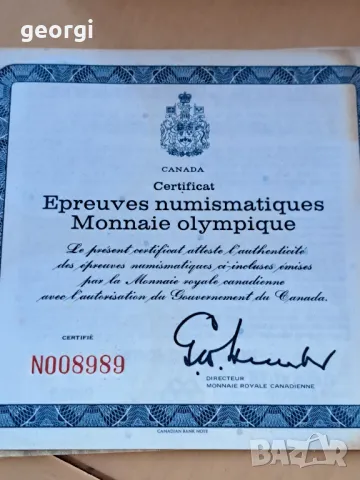 georgi
CANADA
Certificat
Epreuves numismatiques
Monnaie olympique
Le présent certificat atteste l'authenticité
des épreuves numismatiques ci-incluses émises
par la Monnaie royale canadienne
avec l'autorisation du Gouvernement du Canada.
CERTIFIÉ
N008989
DIRECTEUR
MONNAIE ROYALE CANADIENNE
CANADIAN BANK NOTE
BAZAR